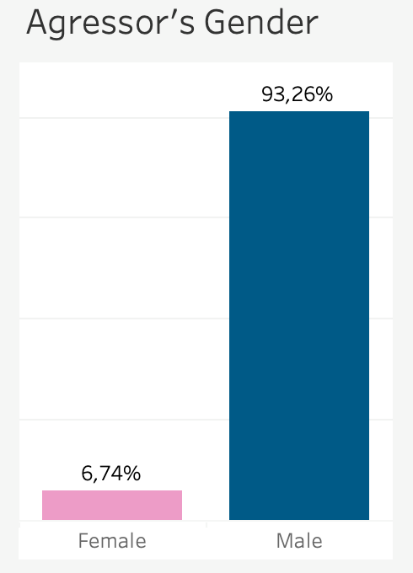 Agressor's Gender
93,26%
6,74%
Female
Male